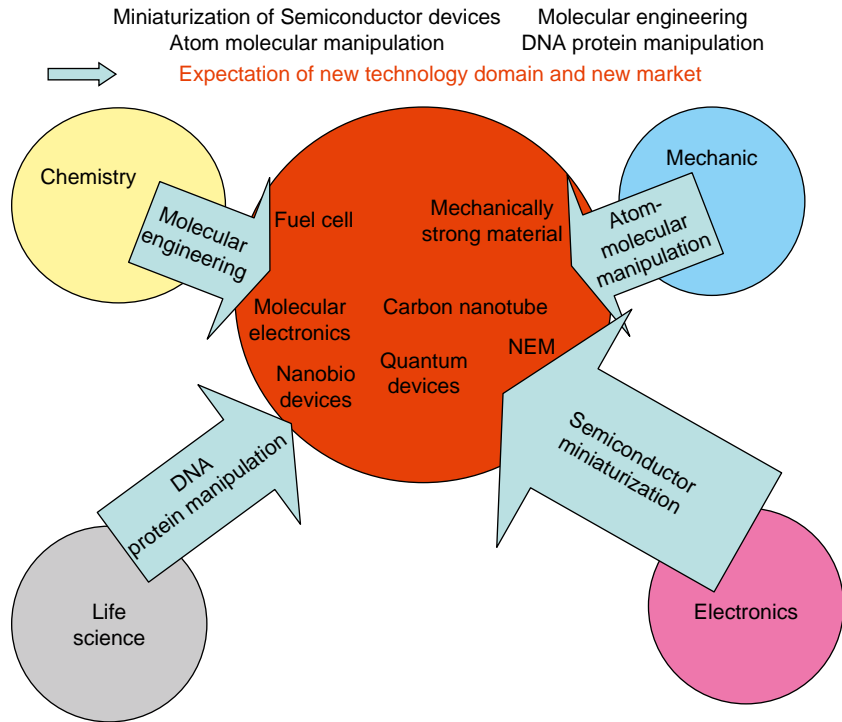 Miniaturization of Semiconductor devices
Molecular engineering
Atom molecular manipulation
DNA protein manipulation
Expectation of new technology domain and new market
Chemistry
Molecular
engineering
Fuel cell
Mechanically
strong material
Mechanic
Atom-
molecular
manipulation
Molecular
electronics
Carbon nanotube
NEM
Nanobio
devices
Quantum
devices
DNA
protein manipulation
Semiconductor
miniaturization
Life
science
Electronics